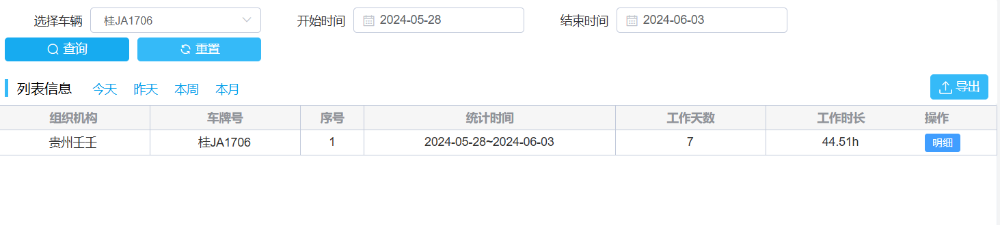 选择车辆 桂JA1706 开始时间 2024-05-28 结束时间 2024-06-03
查询 重置
列表信息 今天 昨天 本周 本月 导出
组织机构 车牌号 序号 统计时间 工作天数 工作时长 操作
贵州壬壬 桂JA1706 1 2024-05-28~2024-06-03 7 44.51h 明细